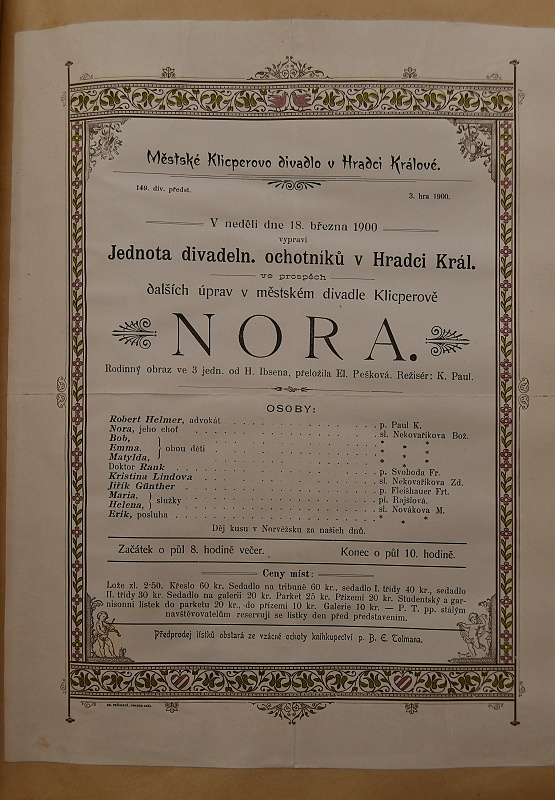 Městské Klicperovo divadlo v Hradci Králové.
149. div. předst.
3. hra 1900.
V neděli dne 18. března 1900
vypraví
Jednota divadeln. ochotníků v Hradci Král.
ve prospěch
dalších úprav v městském divadle Klicperově
NORA.
Rodinný obraz ve 3 jedn. od H. Ibsena, přeložila El. Pešková. Režisér: K. Paul.
OSOBY:
Robert Helmer, advokát . . . p. Paul K.
Nora, jeho choť . . . sl. Nekovaříkova Bož.
Bob, * * *
Emma, } obou děti * * *
Matylda, * * *
Doktor Rank . . . p. Svoboda Fr.
Kristina Lindova . . . sl. Nekovaříkova Zd.
Jiřík Günther . . . p. Fleišhauer Frt.
Maria, } služky . . . pí. Rajšlová.
Helena, . . . sl. Novákova M.
Erik, posluha . . . * * *
Děj kusu v Norvéžsku za našich dnů.
Začátek o půl 8. hodině večer. Konec o půl 10. hodině.
Ceny míst:
Lože zl. 2·50. Křeslo 60 kr. Sedadlo na tribuně 60 kr., sedadlo I. třídy 40 kr., sedadlo
II. třídy 30 kr. Sedadlo na galerii 20 kr. Parket 25 kr. Přízemí 20 kr. Studentský a gar-
nisonní lístek do parketu 20 kr., do přízemí 10 kr. Galerie 10 kr. — P. T. pp. stálým
navštěvovatelům reservují se lístky den před představením.
Předprodej lístků obstará ze vzácné ochoty knihkupectví p. B. E. Tolmana.